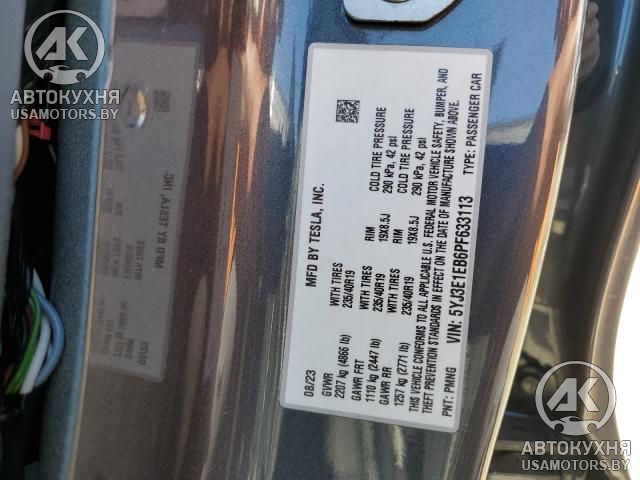 MFD BY TESLA, INC.
08/23
GVWR
2207 kg (4866 lb)
GAWR FRT
1110 kg (2447 lb)
WITH TIRES
235/40R19
RIM
19X8.5J
COLD TIRE PRESSURE
290 kPa, 42 psi
GAWR RR
1257 kg (2771 lb)
WITH TIRES
235/40R19
RIM
19X8.5J
COLD TIRE PRESSURE
290 kPa, 42 psi
THIS VEHICLE CONFORMS TO ALL APPLICABLE U.S. FEDERAL MOTOR VEHICLE SAFETY, BUMPER, AND
THEFT PREVENTION STANDARDS IN EFFECT ON THE DATE OF MANUFACTURE SHOWN ABOVE.
VIN: 5YJ3E1EB6PF633113
TYPE: PASSENGER CAR
PNT: PMNG
АК
АВТОКУХНЯ
USAMOTORS.BY
АК
АВТОКУХНЯ
USAMOTORS.BY